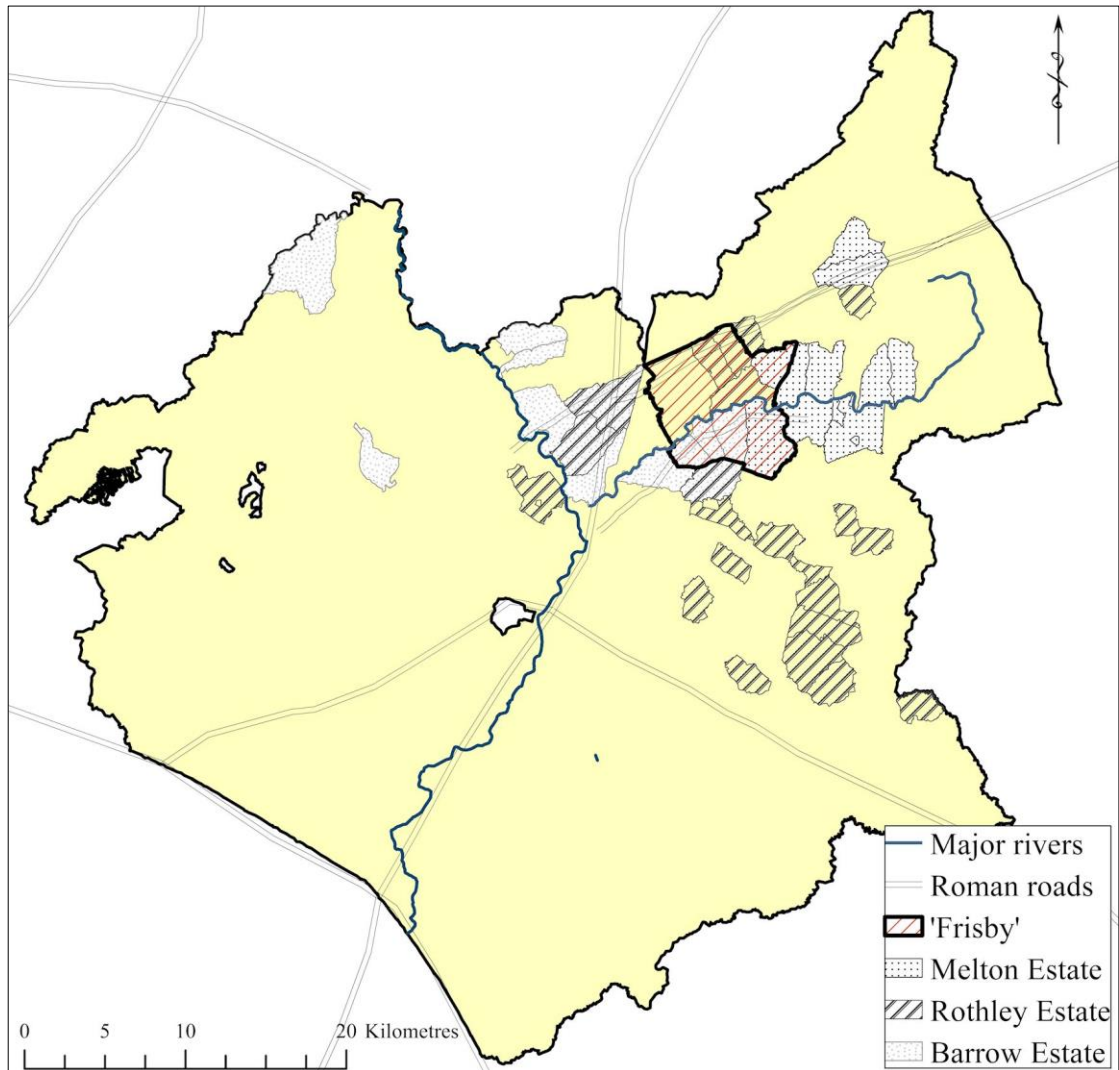 Major rivers
Roman roads
'Frisby'
Melton Estate
Rothley Estate
Barrow Estate
0 5 10 20 Kilometres